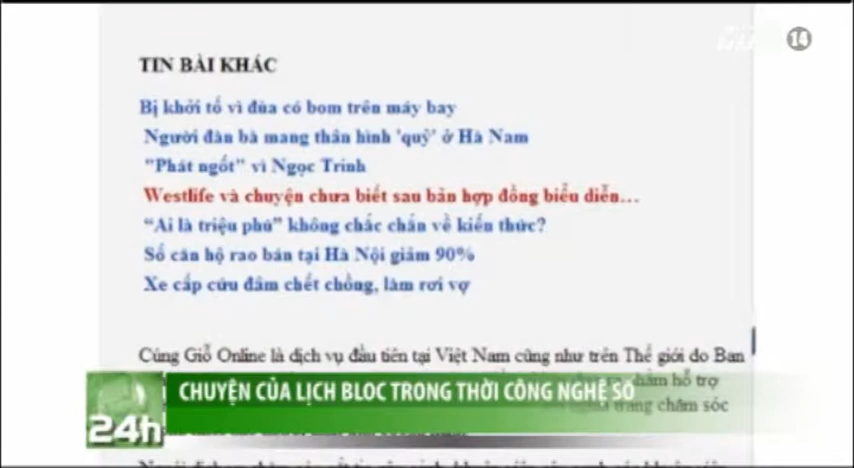 14
TIN BÀI KHÁC
Bị khởi tố vì đùa có bom trên máy bay
Người đàn bà mang thân hình 'quỷ' ở Hà Nam
"Phát ngốt" vì Ngọc Trinh
Westlife và chuyện chưa biết sau bản hợp đồng biểu diễn...
“Ai là triệu phú” không chắc chắn về kiến thức?
Số căn hộ rao bán tại Hà Nội giảm 90%
Xe cấp cứu đâm chết chồng, làm rơi vợ
Cúng Giỗ Online là dịch vụ đầu tiên tại Việt Nam cũng như trên Thế giới do Ban
hỗ trợ
CHUYỆN CỦA LỊCH BLOC TRONG THỜI CÔNG NGHỆ SỐ
trang chăm sóc
24h